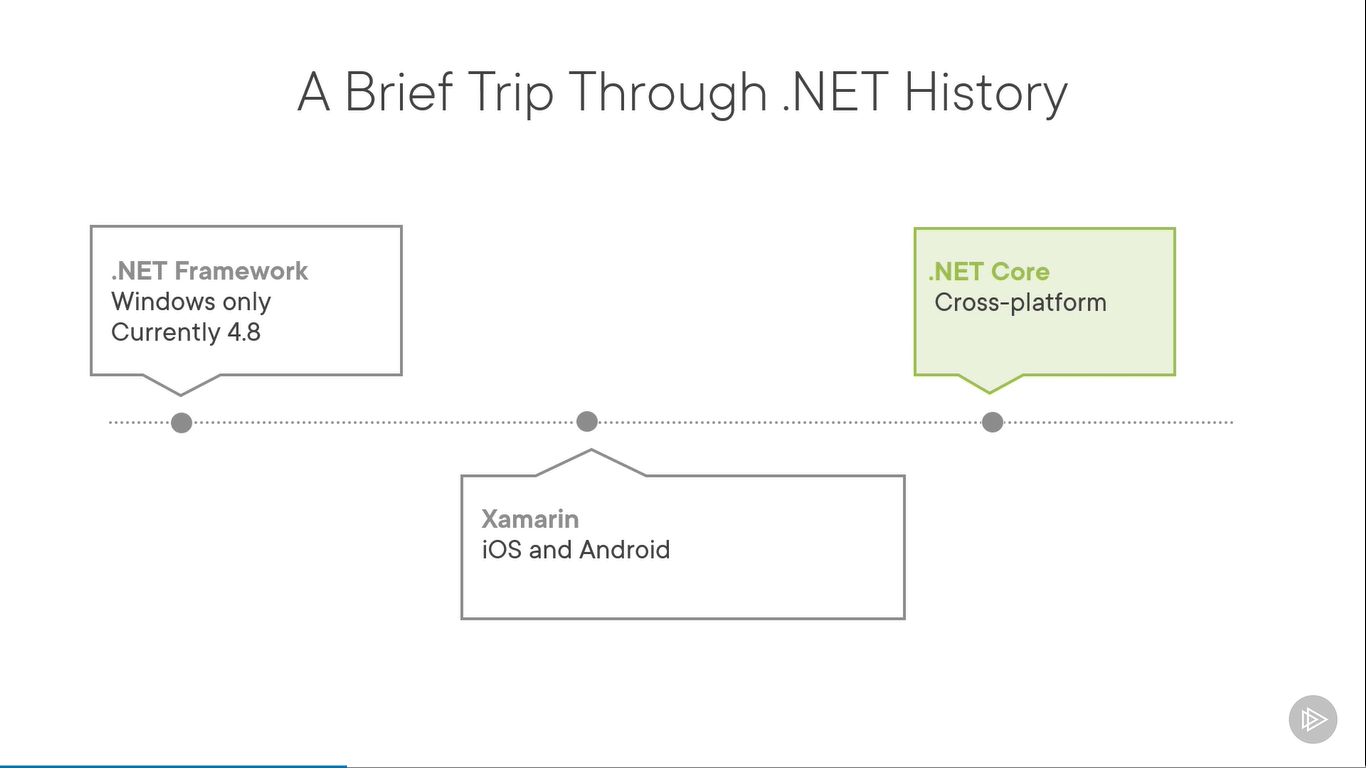 A Brief Trip Through .NET History
.NET Framework
Windows only
Currently 4.8
.NET Core
Cross-platform
Xamarin
iOS and Android